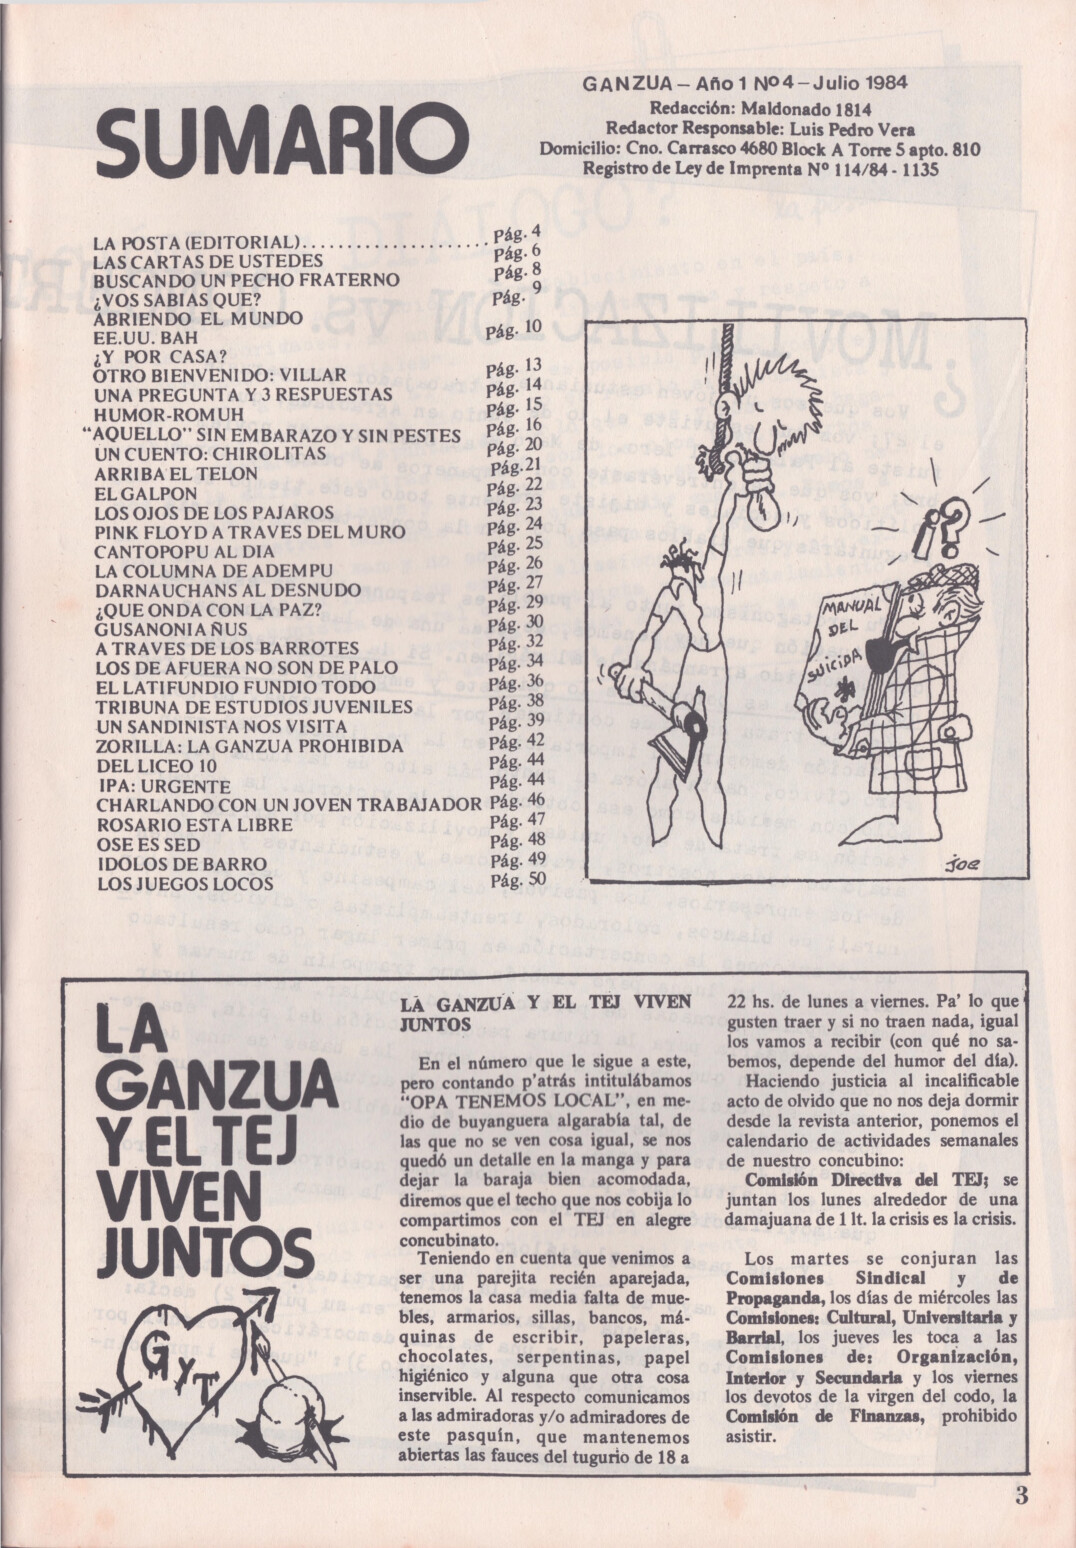 SUMARIO
GANZUA – Año 1 Nº 4 – Julio 1984
Redacción: Maldonado 1814
Redactor Responsable: Luis Pedro Vera
Domicilio: Cno. Carrasco 4680 Block A Torre 5 apto. 810
Registro de Ley de Imprenta Nº 114/84 - 1135
LA POSTA (EDITORIAL)..................... Pág. 4
LAS CARTAS DE USTEDES Pág. 6
BUSCANDO UN PECHO FRATERNO Pág. 8
¿VOS SABIAS QUE? Pág. 9
ABRIENDO EL MUNDO
EE.UU. BAH Pág. 10
¿Y POR CASA?
OTRO BIENVENIDO: VILLAR Pág. 13
UNA PREGUNTA Y 3 RESPUESTAS Pág. 14
HUMOR-ROMUH Pág. 15
“AQUELLO” SIN EMBARAZO Y SIN PESTES Pág. 16
UN CUENTO: CHIROLITAS Pág. 20
ARRIBA EL TELON Pág. 21
EL GALPON Pág. 22
LOS OJOS DE LOS PAJAROS Pág. 23
PINK FLOYD A TRAVES DEL MURO Pág. 24
CANTOPOPU AL DIA Pág. 25
LA COLUMNA DE ADEMPU Pág. 26
DARNAUCHANS AL DESNUDO Pág. 27
¿QUE ONDA CON LA PAZ? Pág. 29
GUSANONIA ÑUS Pág. 30
A TRAVES DE LOS BARROTES Pág. 32
LOS DE AFUERA NO SON DE PALO Pág. 34
EL LATIFUNDIO FUNDIO TODO Pág. 36
TRIBUNA DE ESTUDIOS JUVENILES Pág. 38
UN SANDINISTA NOS VISITA Pág. 39
ZORILLA: LA GANZUA PROHIBIDA Pág. 42
DEL LICEO 10 Pág. 44
IPA: URGENTE Pág. 44
CHARLANDO CON UN JOVEN TRABAJADOR Pág. 46
ROSARIO ESTA LIBRE Pág. 47
OSE ES SED Pág. 48
IDOLOS DE BARRO Pág. 49
LOS JUEGOS LOCOS Pág. 50
¡?
MANUAL
DEL
SUICIDA
joe
LA
GANZUA
Y EL TEJ
VIVEN
JUNTOS
G y T
LA GANZUA Y EL TEJ VIVEN
JUNTOS
En el número que le sigue a este,
pero contando p'atrás intitulábamos
“OPA TENEMOS LOCAL”, en me-
dio de buyanguera algarabía tal, de
las que no se ven cosa igual, se nos
quedó un detalle en la manga y para
dejar la baraja bien acomodada,
diremos que el techo que nos cobija lo
compartimos con el TEJ en alegre
concubinato.
Teniendo en cuenta que venimos a
ser una parejita recién aparejada,
tenemos la casa media falta de mue-
bles, armarios, sillas, bancos, má-
quinas de escribir, papeleras,
chocolates, serpentinas, papel
higiénico y alguna que otra cosa
inservible. Al respecto comunicamos
a las admiradoras y/o admiradores de
este pasquín, que mantenemos
abiertas las fauces del tugurio de 18 a
22 hs. de lunes a viernes. Pa' lo que
gusten traer y si no traen nada, igual
los vamos a recibir (con qué no sa-
bemos, depende del humor del día).
Haciendo justicia al incalificable
acto de olvido que no nos deja dormir
desde la revista anterior, ponemos el
calendario de actividades semanales
de nuestro concubino:
Comisión Directiva del TEJ; se
juntan los lunes alrededor de una
damajuana de 1 lt. la crisis es la crisis.
Los martes se conjuran las
Comisiones Sindical y de
Propaganda, los días de miércoles las
Comisiones: Cultural, Universitaria y
Barrial, los jueves les toca a las
Comisiones de: Organización,
Interior y Secundaria y los viernes
los devotos de la virgen del codo, la
Comisión de Finanzas, prohibido
asistir.
3